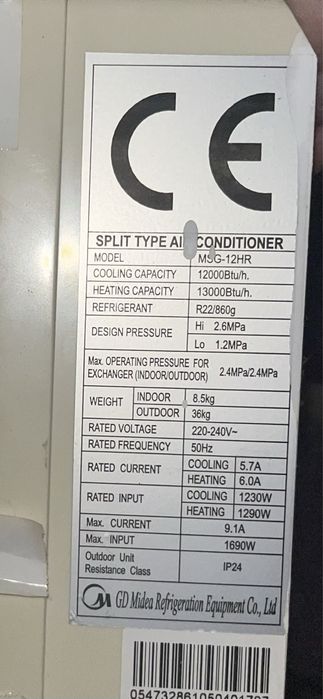 CE
SPLIT TYPE AIR CONDITIONER
MODEL MSG-12HR
COOLING CAPACITY 12000Btu/h.
HEATING CAPACITY 13000Btu/h.
REFRIGERANT R22/860g
DESIGN PRESSURE Hi 2.6MPa
Lo 1.2MPa
Max. OPERATING PRESSURE FOR
EXCHANGER (INDOOR/OUTDOOR) 2.4MPa/2.4MPa
WEIGHT INDOOR 8.5kg
OUTDOOR 36kg
RATED VOLTAGE 220-240V~
RATED FREQUENCY 50Hz
RATED CURRENT COOLING 5.7A
HEATING 6.0A
RATED INPUT COOLING 1230W
HEATING 1290W
Max. CURRENT 9.1A
Max. INPUT 1690W
Outdoor Unit
Resistance Class IP24
GD Midea Refrigeration Equipment Co., Ltd